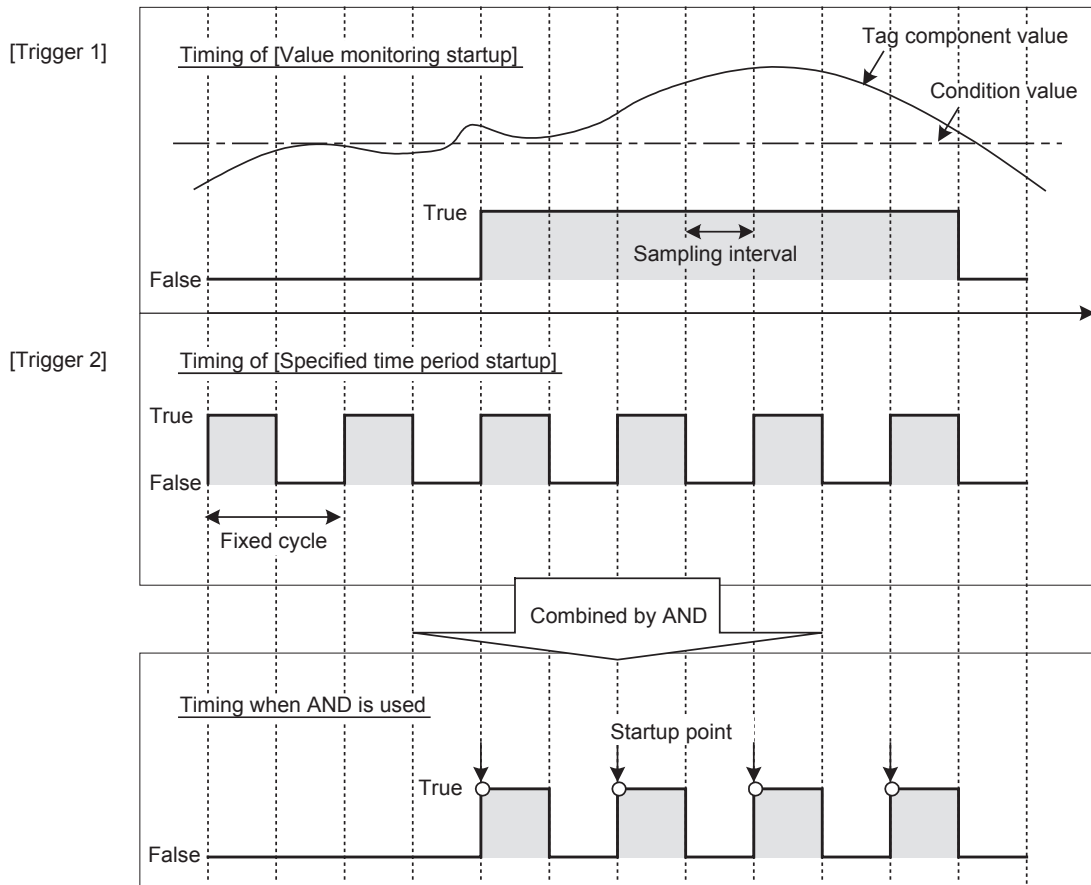 [Trigger 1]
Timing of [Value monitoring startup]
Tag component value
Condition value
True
Sampling interval
False
[Trigger 2]
Timing of [Specified time period startup]
True
False
Fixed cycle
Combined by AND
Timing when AND is used
Startup point
True
False